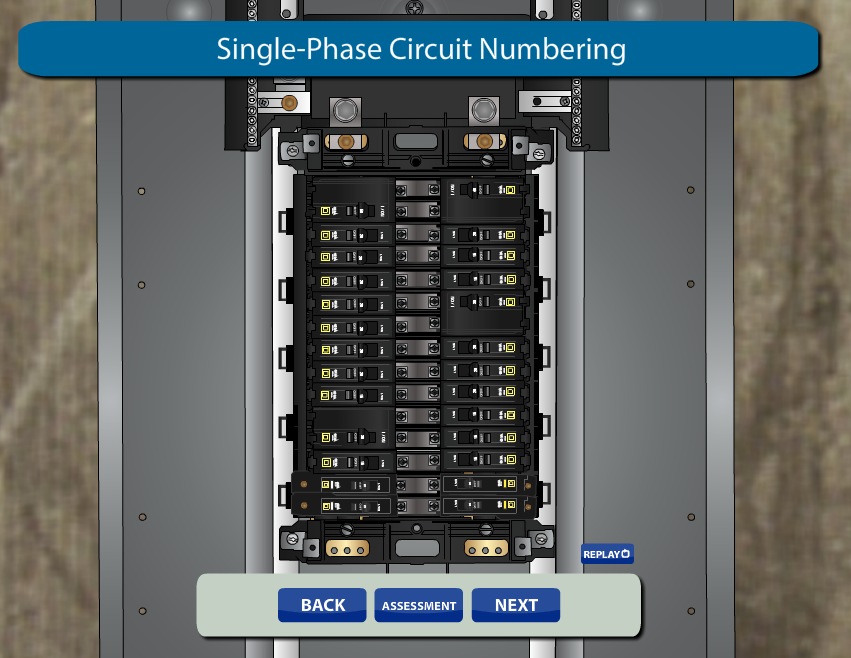 Single-Phase Circuit Numbering
REPLAY
BACK
ASSESSMENT
NEXT